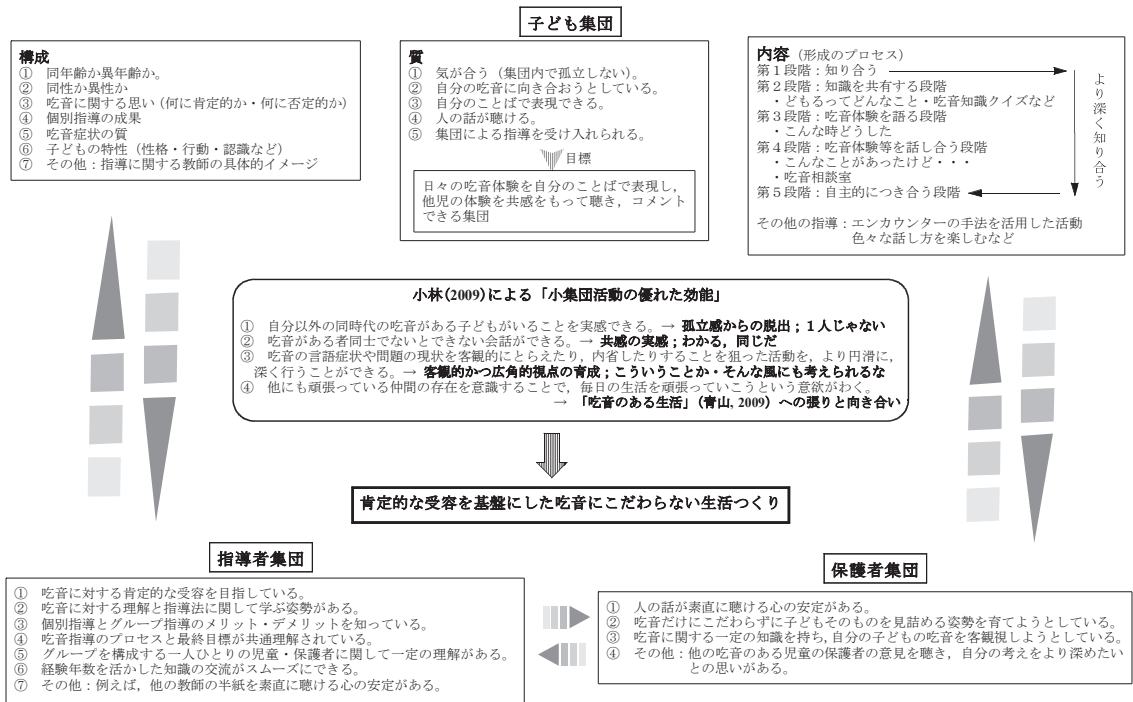 子ども集団
構成
① 同年齢か異年齢か。
② 同性か異性か
③ 吃音に関する思い（何に肯定的か・何に否定的か）
④ 個別指導の成果
⑤ 吃音症状の質
⑥ 子どもの特性（性格・行動・認識など）
⑦ その他：指導に関する教師の具体的イメージ
質
① 気が合う（集団内で孤立しない）。
② 自分の吃音に向き合おうとしている。
③ 自分のことばで表現できる。
④ 人の話が聴ける。
⑤ 集団による指導を受け入れられる。
目標
日々の吃音体験を自分のことばで表現し，
他児の体験を共感をもって聴き，コメント
できる集団
内容（形成のプロセス）
第１段階：知り合う
第２段階：知識を共有する段階
・どもるってどんなこと・吃音知識クイズなど
第３段階：吃音体験を語る段階
・こんな時どうした
第４段階：吃音体験等を話し合う段階
・こんなことがあったけど・・・
・吃音相談室
第５段階：自主的につき合う段階
より深く知り合う
その他の指導：エンカウンターの手法を活用した活動
色々な話し方を楽しむなど
小林(2009)による「小集団活動の優れた効能」
① 自分以外の同時代の吃音がある子どもがいることを実感できる。→ 孤立感からの脱出；１人じゃない
② 吃音がある者同士でないとできない会話ができる。→ 共感の実感；わかる，同じだ
③ 吃音の言語症状や問題の現状を客観的にとらえたり，内省したりすることを狙った活動を，より円滑に，
深く行うことができる。→ 客観的かつ広角的視点の育成；こういうことか・そんな風にも考えられるな
④ 他にも頑張っている仲間の存在を意識することで，毎日の生活を頑張っていこうという意欲がわく。
→ 「吃音のある生活」（青山，2009）への張りと向き合い
肯定的な受容を基盤にした吃音にこだわらない生活つくり
指導者集団
① 吃音に対する肯定的な受容を目指している。
② 吃音に対する理解と指導法に関して学ぶ姿勢がある。
③ 個別指導とグループ指導のメリット・デメリットを知っている。
④ 吃音指導のプロセスと最終目標が共通理解されている。
⑤ グループを構成する一人ひとりの児童・保護者に関して一定の理解がある。
⑥ 経験年数を活かした知識の交流がスムーズにできる。
⑦ その他：例えば，他の教師の半紙を素直に聴ける心の安定がある。
保護者集団
① 人の話が素直に聴ける心の安定がある。
② 吃音だけにこだわらずに子どもそのものを見詰める姿勢を育てようとしている。
③ 吃音に関する一定の知識を持ち，自分の子どもの吃音を客観視しようとしている。
④ その他：他の吃音のある児童の保護者の意見を聴き，自分の考えをより深めたい
との思いがある。